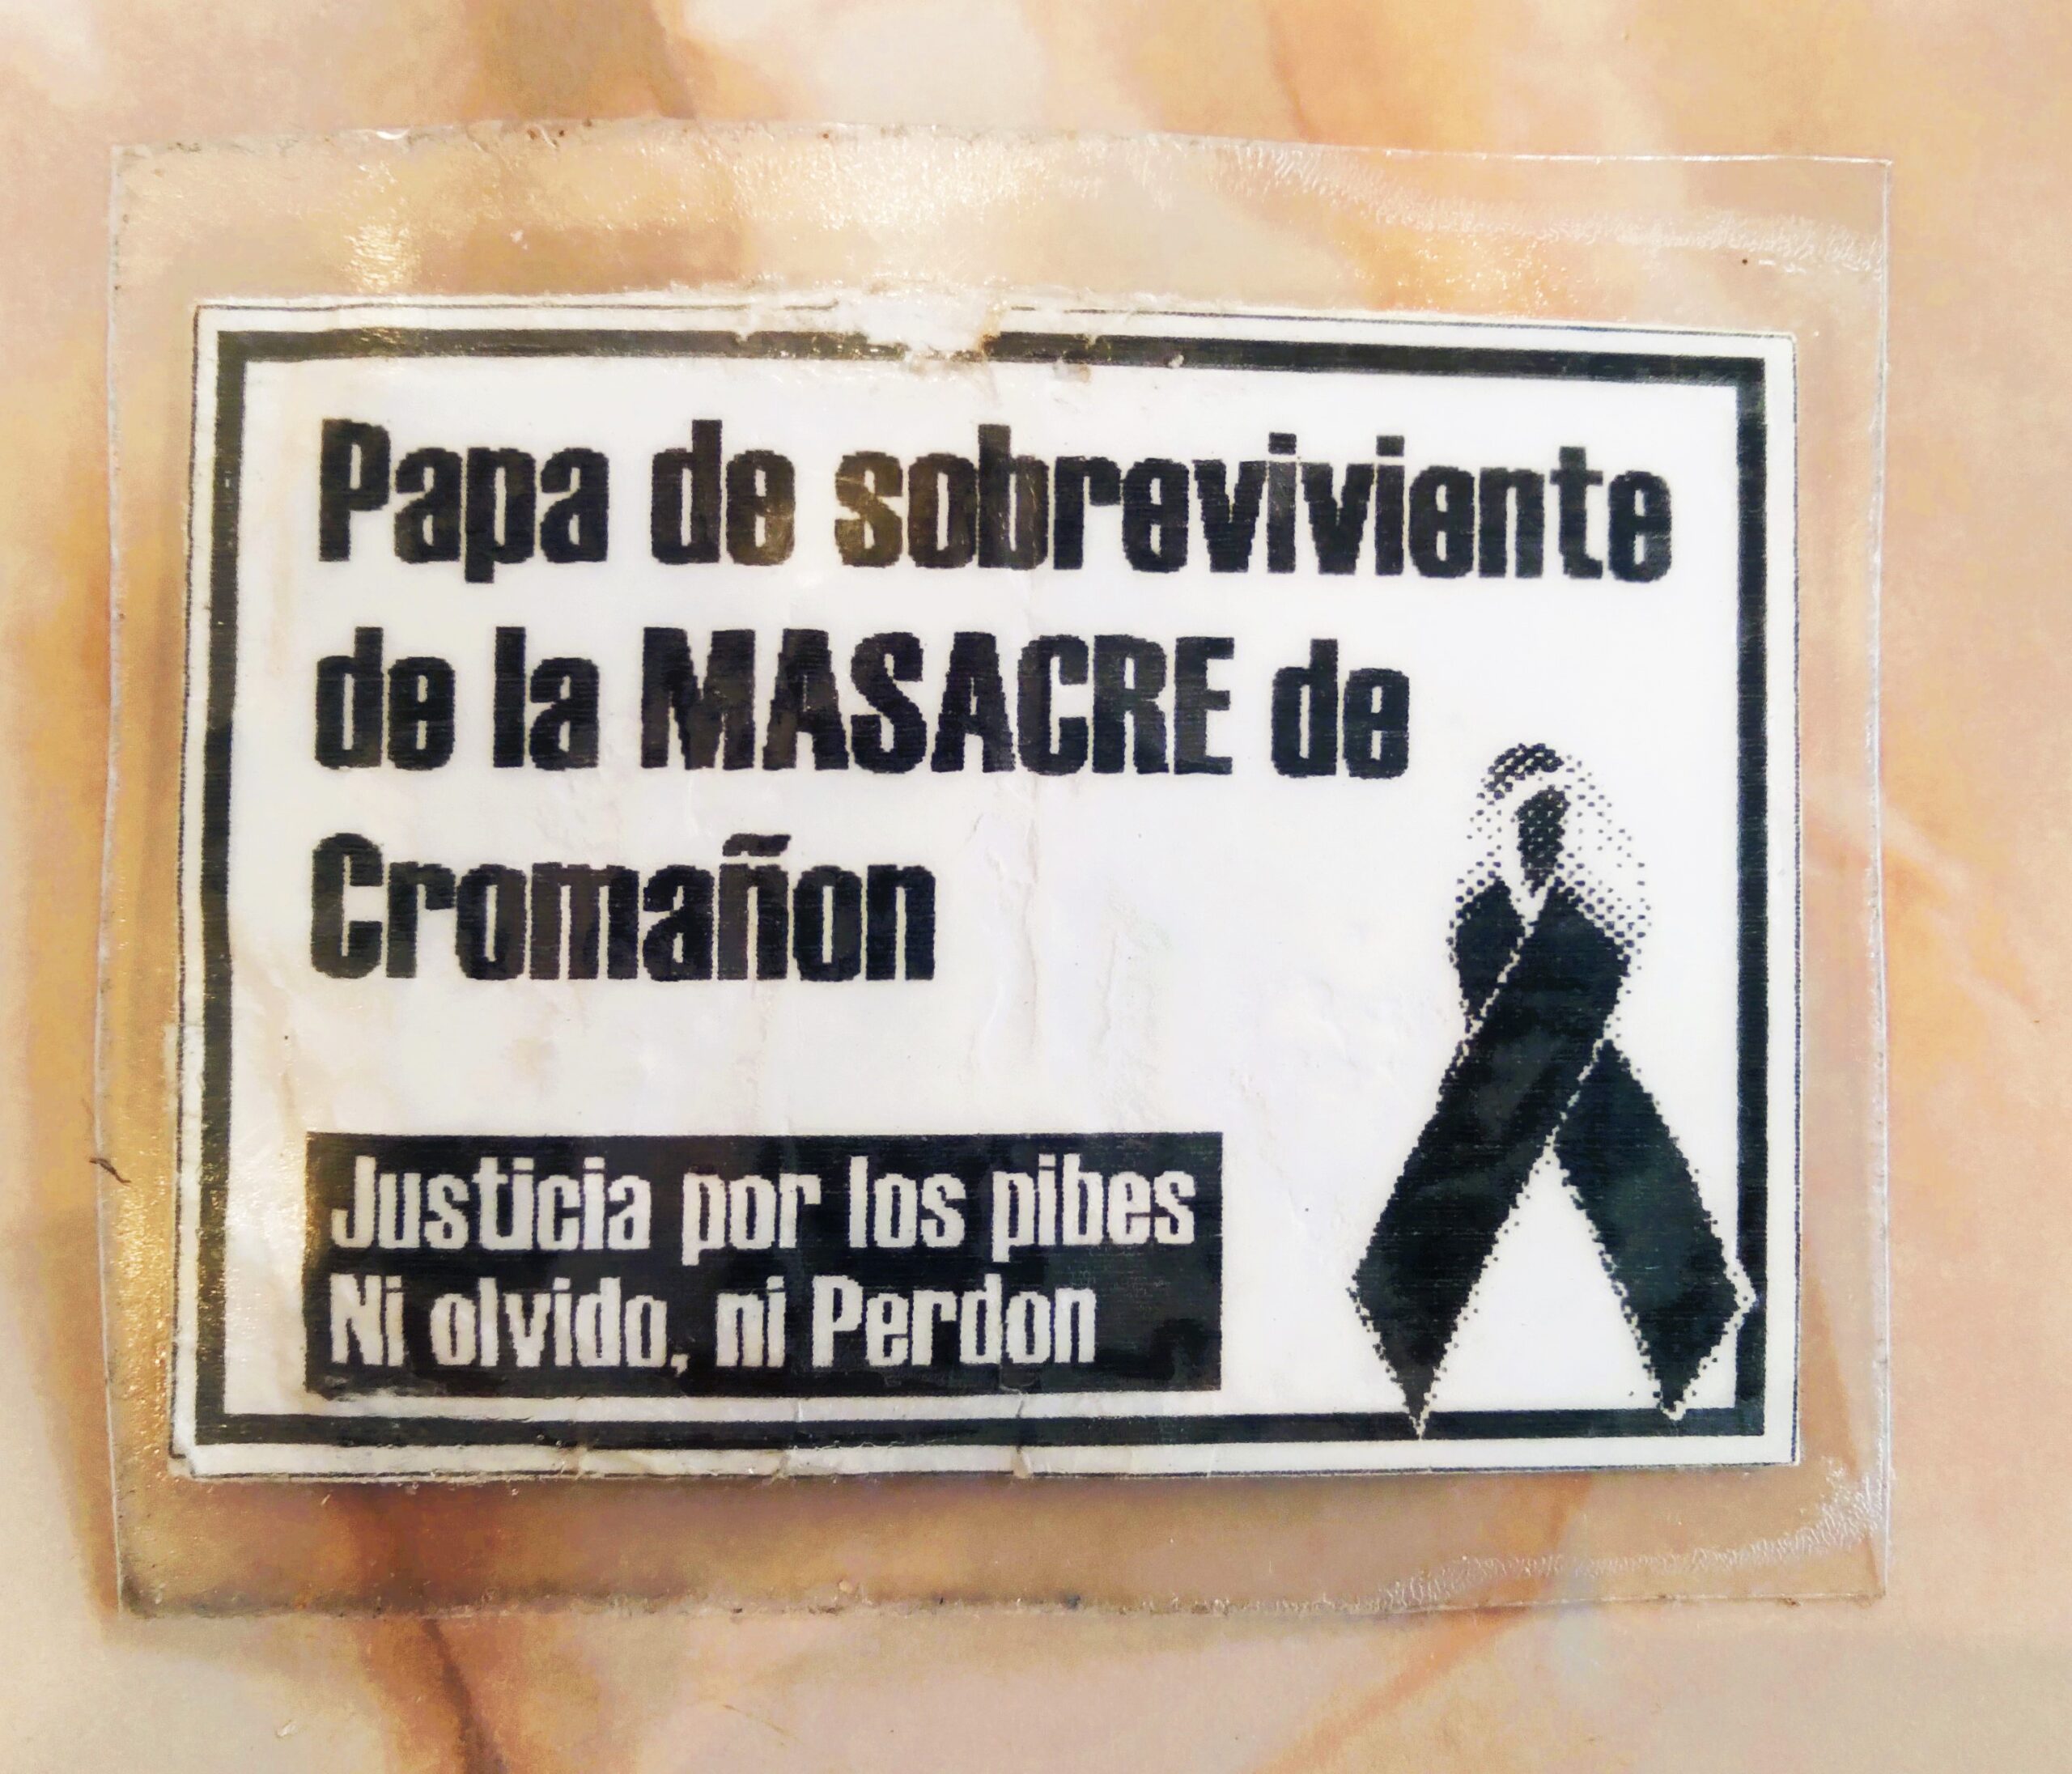 Papa de sobreviviente
de la MASACRE de
Cromañon
Justicia por los pibes
Ni olvido, ni Perdon